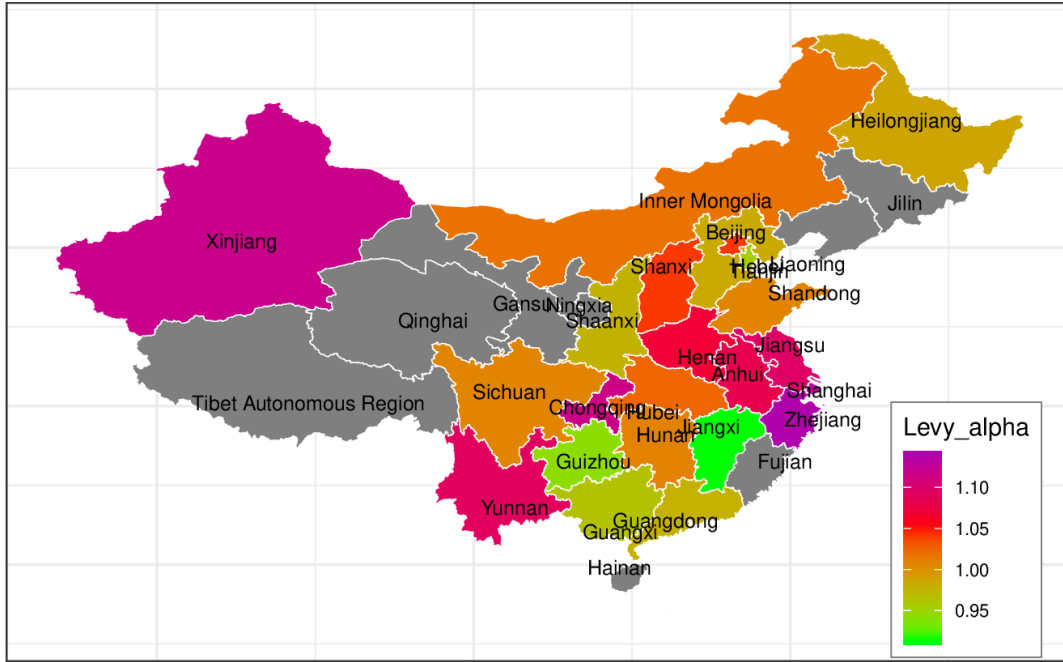 Heilongjiang
Inner Mongolia
Jilin
Xinjiang
Beijing
Shanxi
Hebei
Liaoning
Tianjin
Shandong
Gansu
Ningxia
Qinghai
Shaanxi
Jiangsu
Henan
Anhui
Sichuan
Shanghai
Tibet Autonomous Region
Chongqing
Hubei
Zhejiang
Jiangxi
Hunan
Guizhou
Fujian
Yunnan
Guangdong
Guangxi
Hainan
Levy_alpha
1.10
1.05
1.00
0.95